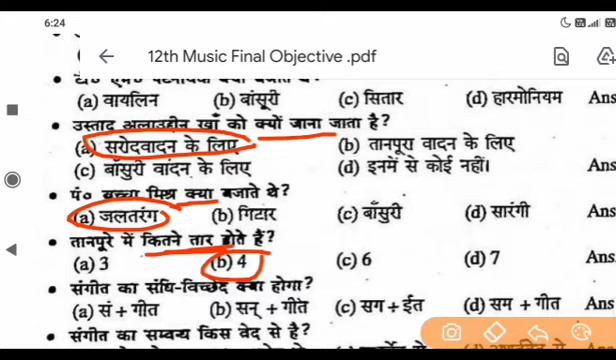 6:24
12th Music Final Objective .pdf
(a) वायलिन (b) बांसूरी (c) सितार (d) हारमोनियम Ans
• उस्ताद अलाउद्दीन खाँ को क्यों जाना जाता है?
(a) सरोदवादन के लिए (b) तानपूरा वादन के लिए
(c) बाँसुरी वादन के लिए (d) इनमें से कोई नहीं। Ans
• पं० बच्चा मिश्र क्या बजाते थे?
(a) जलतरंग (b) गिटार (c) बाँसुरी (d) सारंगी Ans
• तानपूरे में कितने तार होते हैं?
(a) 3 (b) 4 (c) 6 (d) 7 Ans
• संगीत का संधि-विच्छेद क्या होगा?
(a) सं + गीत (b) सन् + गीत (c) सग + ईत (d) सम + गीत Ans
• संगीत का सम्बन्ध किस वेद से है?